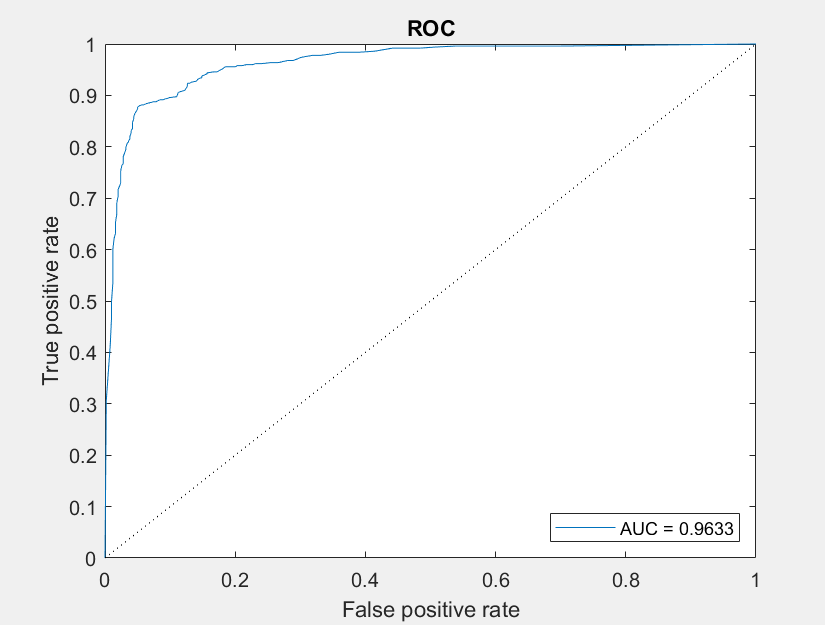 ROC
1
0.9
0.8
0.7
0.6
0.5
0.4
0.3
0.2
0.1
0
True positive rate
AUC = 0.9633
0 0.2 0.4 0.6 0.8 1
False positive rate